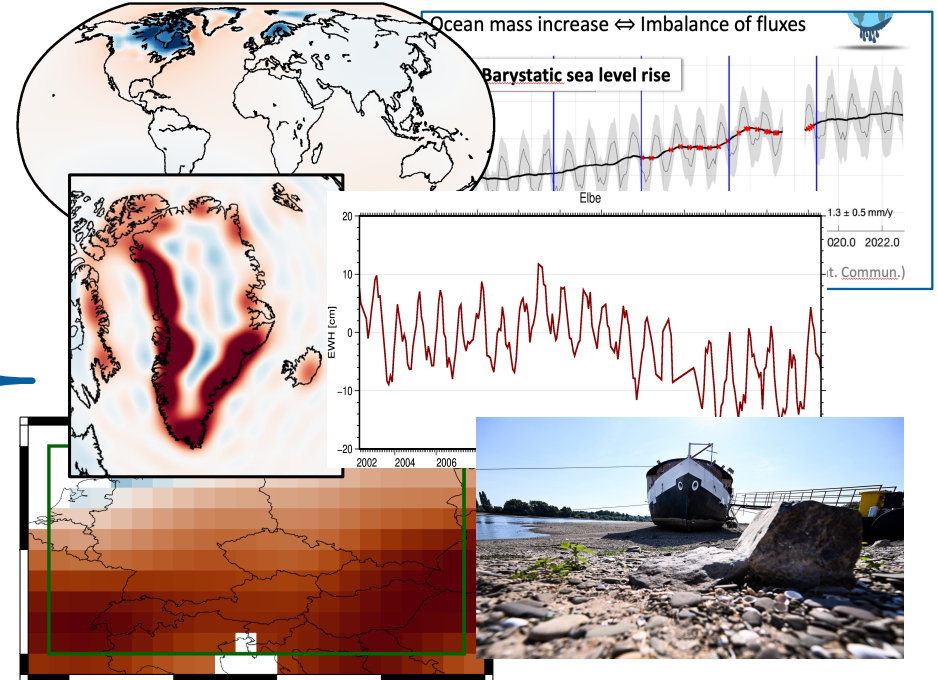 Ocean mass increase ⇔ Imbalance of fluxes
Barystatic sea level rise
1.3 ± 0.5 mm/y
020.0 2022.0
t. Commun.)
Elbe
EWH [cm]
20
10
0
−10
−20
2002 2004 2006